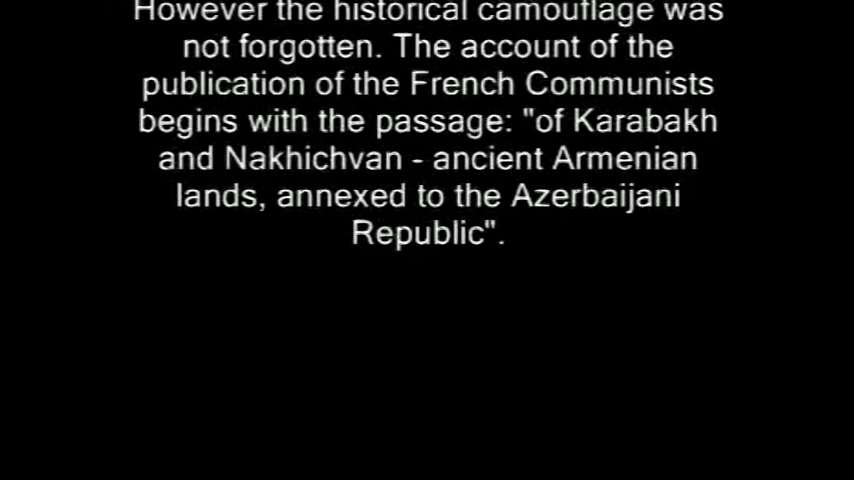 However the historical camouflage was
not forgotten. The account of the
publication of the French Communists
begins with the passage: "of Karabakh
and Nakhichvan - ancient Armenian
lands, annexed to the Azerbaijani
Republic".